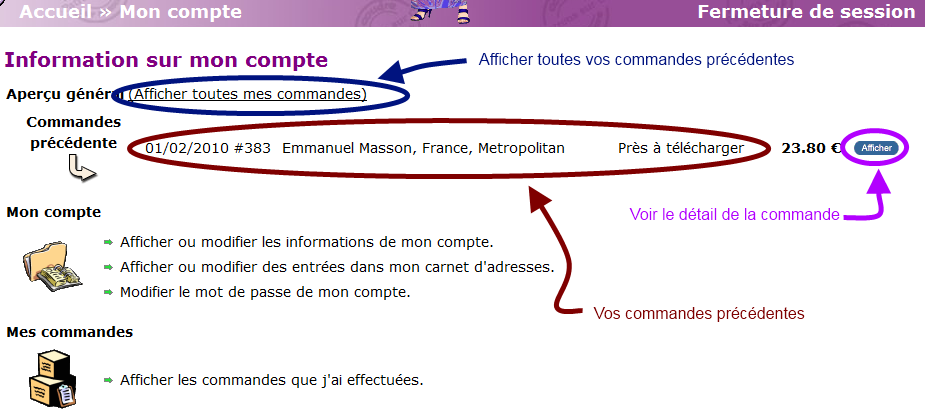 Accueil » Mon compte
Fermeture de session
Information sur mon compte
Afficher toutes vos commandes précédentes
Aperçu général (Afficher toutes mes commandes)
Commandes
précédente
01/02/2010 #383 Emmanuel Masson, France, Metropolitan Près à télécharger 23.80 € Afficher
Voir le détail de la commande
Mon compte
Afficher ou modifier les informations de mon compte.
Afficher ou modifier des entrées dans mon carnet d'adresses.
Modifier le mot de passe de mon compte.
Vos commandes précédentes
Mes commandes
Afficher les commandes que j'ai effectuées.